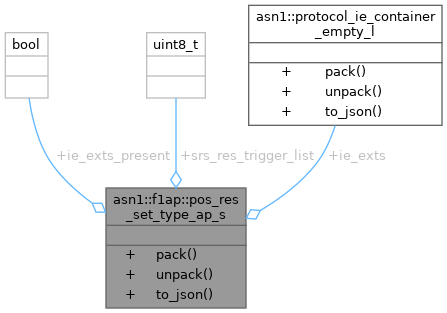 asn1::protocol_ie_container
_empty_l
+ pack()
+ unpack()
+ to_json()
bool
uint8_t
+ie_exts_present
+srs_res_trigger_list
+ie_exts
asn1::f1ap::pos_res
_set_type_ap_s
+ pack()
+ unpack()
+ to_json()